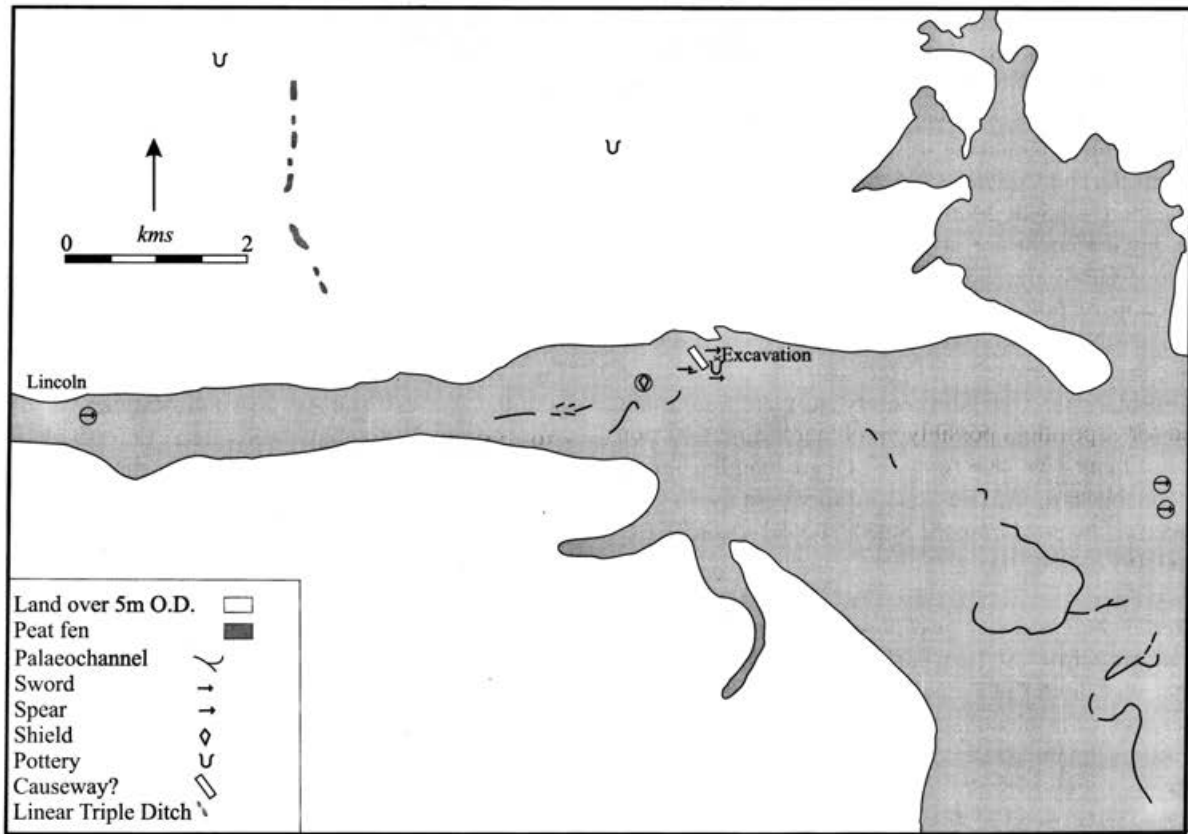 0 kms 2
Lincoln
Excavation
Land over 5m O.D.
Peat fen
Palaeochannel
Sword
Spear
Shield
Pottery
Causeway?
Linear Triple Ditch